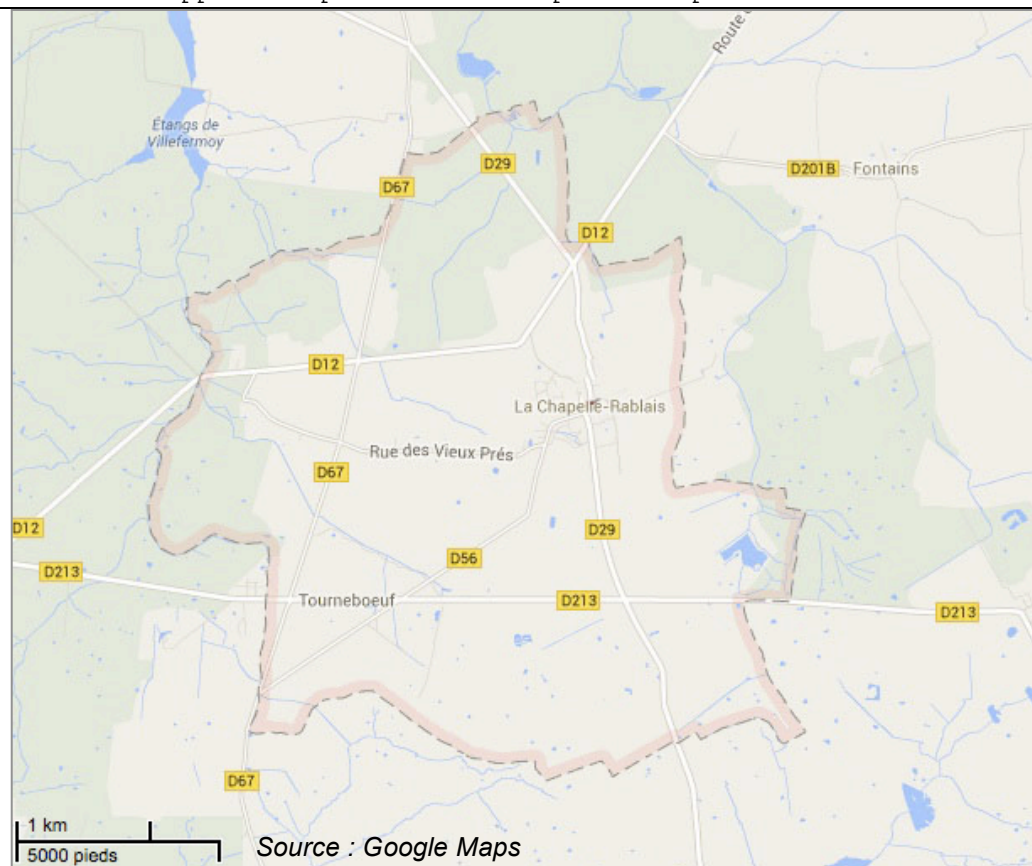 Route
Étangs de
Villefermoy
D29
D67
D201B
Fontains
D12
D12
La Chapelle-Rablais
Rue des Vieux Prés
D67
D12
D29
D56
D213
Tourneboeuf
D213
D213
D67
1 km
5000 pieds
Source : Google Maps